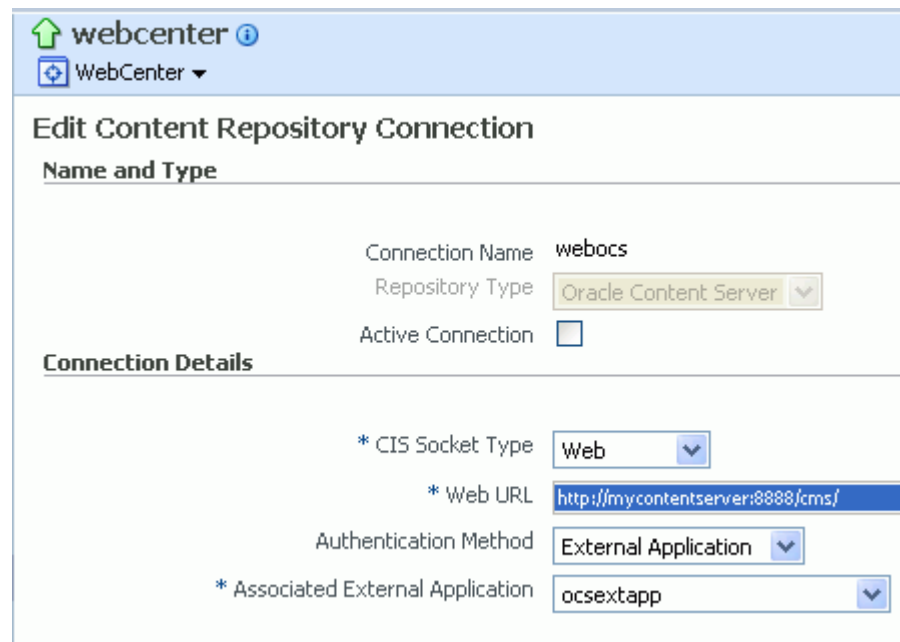 webcenter
WebCenter
Edit Content Repository Connection
Name and Type
Connection Name webocs
Repository Type Oracle Content Server
Active Connection
Connection Details
* CIS Socket Type Web
* Web URL http://mycontentserver:8888/cms/
Authentication Method External Application
* Associated External Application ocsextapp